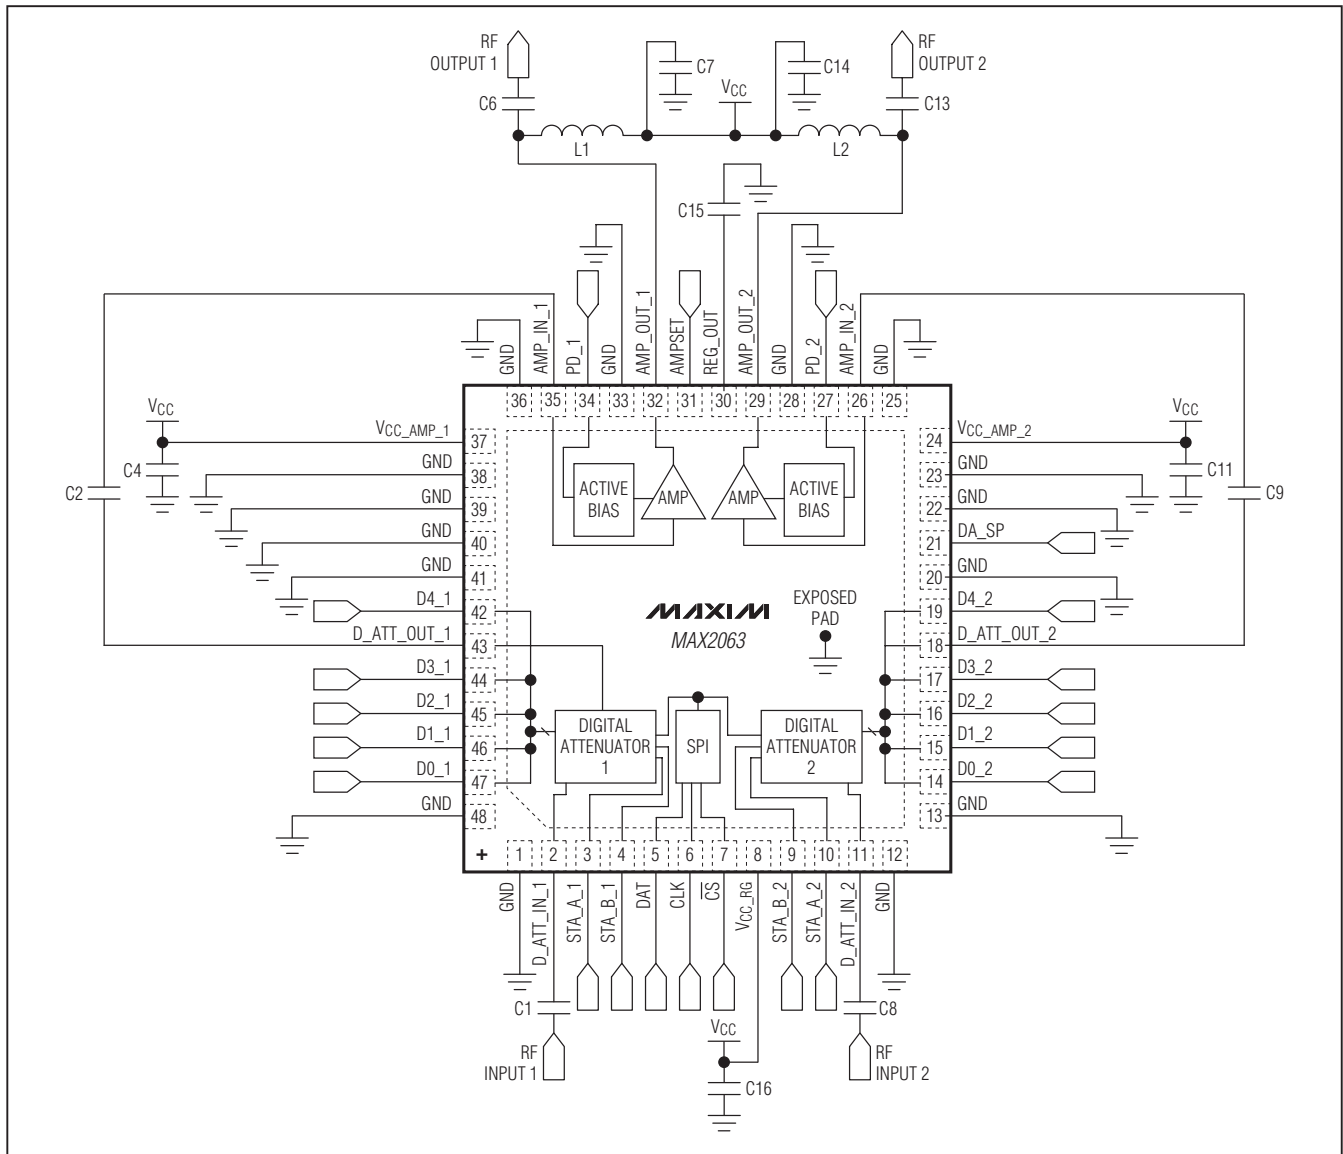 RF
OUTPUT 1
C6
L1
C7
VCC
C14
L2
RF
OUTPUT 2
C13
C15
GND
AMP_IN_1
PD_1
GND
AMP_OUT_1
AMPSET
REG_OUT
AMP_OUT_2
GND
PD_2
AMP_IN_2
GND
36
35
34
33
32
31
30
29
28
27
26
25
VCC
C4
C2
VCC_AMP_1
37
GND
38
GND
39
GND
40
GND
41
D4_1
42
D_ATT_OUT_1
43
D3_1
44
D2_1
45
D1_1
46
D0_1
47
GND
48
ACTIVE
BIAS
AMP
AMP
ACTIVE
BIAS
MAXIM
MAX2063
EXPOSED
PAD
DIGITAL
ATTENUATOR
1
SPI
DIGITAL
ATTENUATOR
2
VCC
C11
C9
24
VCC_AMP_2
23
GND
22
GND
21
DA_SP
20
GND
19
D4_2
18
D_ATT_OUT_2
17
D3_2
16
D2_2
15
D1_2
14
D0_2
13
GND
+
1
2
3
4
5
6
7
8
9
10
11
12
GND
D_ATT_IN_1
STA_A_1
STA_B_1
DAT
CLK
CS
VCC_RG
STA_B_2
STA_A_2
D_ATT_IN_2
GND
C1
RF
INPUT 1
VCC
C16
C8
RF
INPUT 2